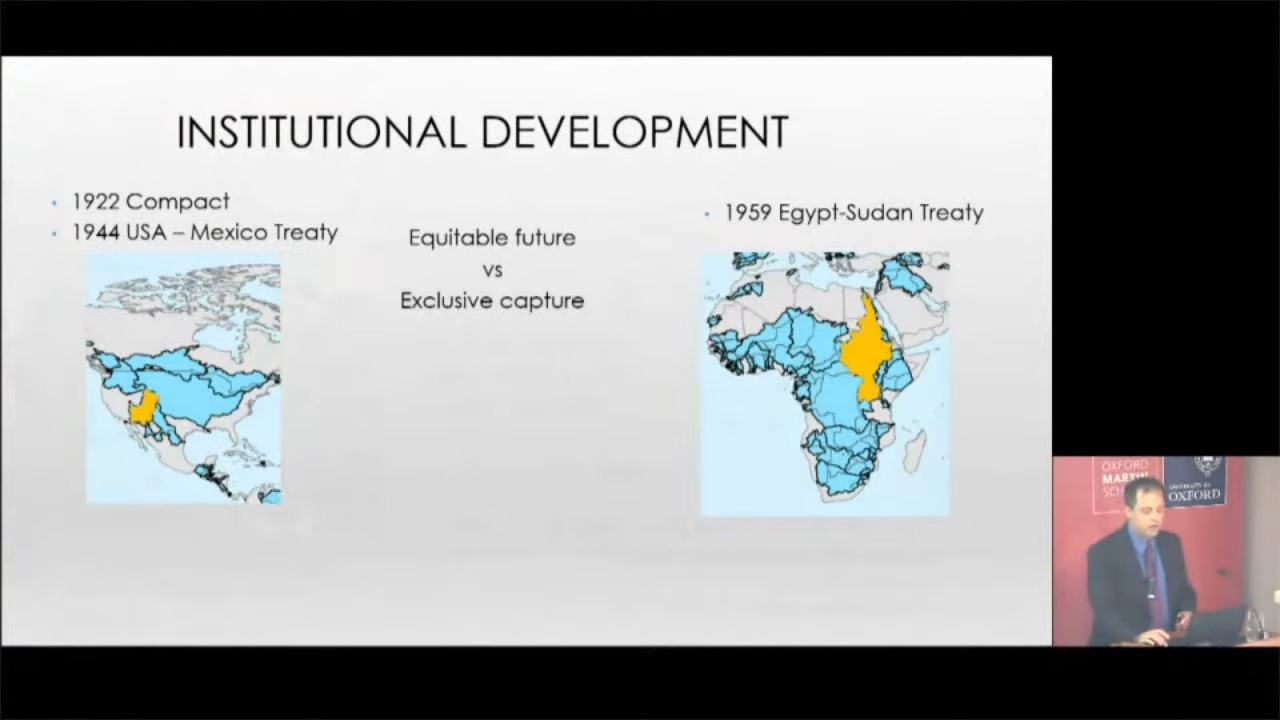 INSTITUTIONAL DEVELOPMENT
• 1922 Compact
• 1944 USA – Mexico Treaty
Equitable future
vs
Exclusive capture
• 1959 Egypt-Sudan Treaty
OXFORD
MARTIN
UNIVERSITY OF
OXFORD